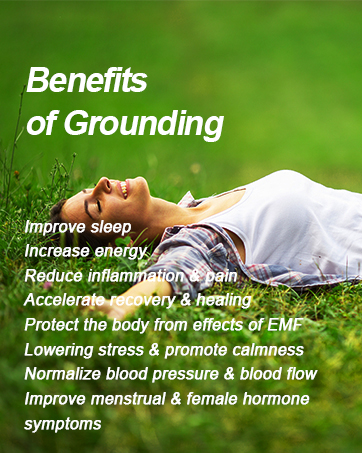 Benefits
of Grounding
Improve sleep
Increase energy
Reduce inflammation & pain
Accelerate recovery & healing
Protect the body from effects of EMF
Lowering stress & promote calmness
Normalize blood pressure & blood flow
Improve menstrual & female hormone
symptoms